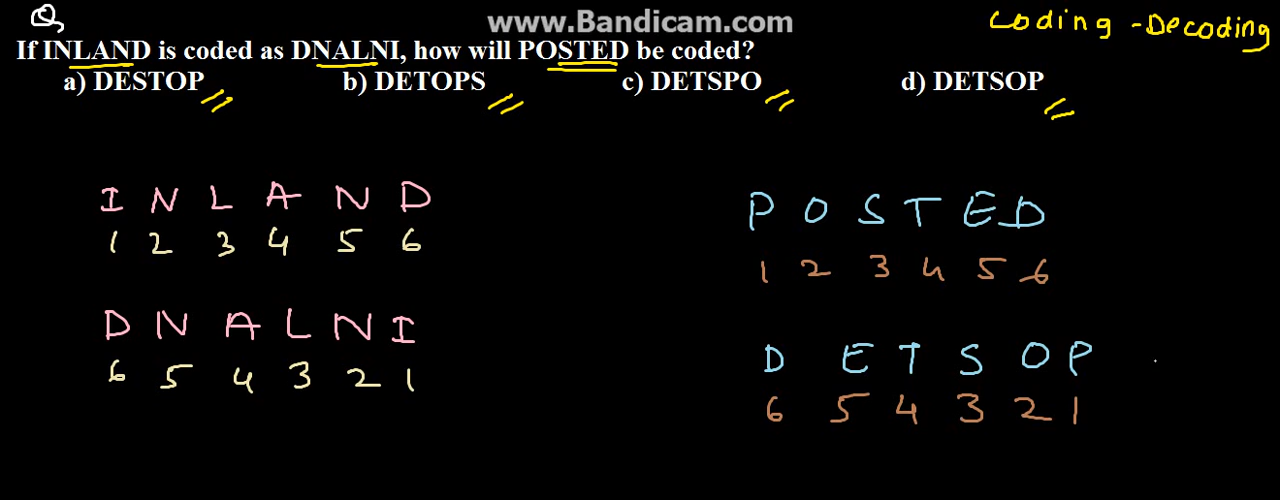 www.Bandicam.com
Q
Coding - Decoding
If INLAND is coded as DNALNI, how will POSTED be coded?
a) DESTOP b) DETOPS c) DETSPO d) DETSOP
I N L A N D
1 2 3 4 5 6
D N A L N I
6 5 4 3 2 1
P O S T E D
1 2 3 4 5 6
D E T S O P
6 5 4 3 2 1